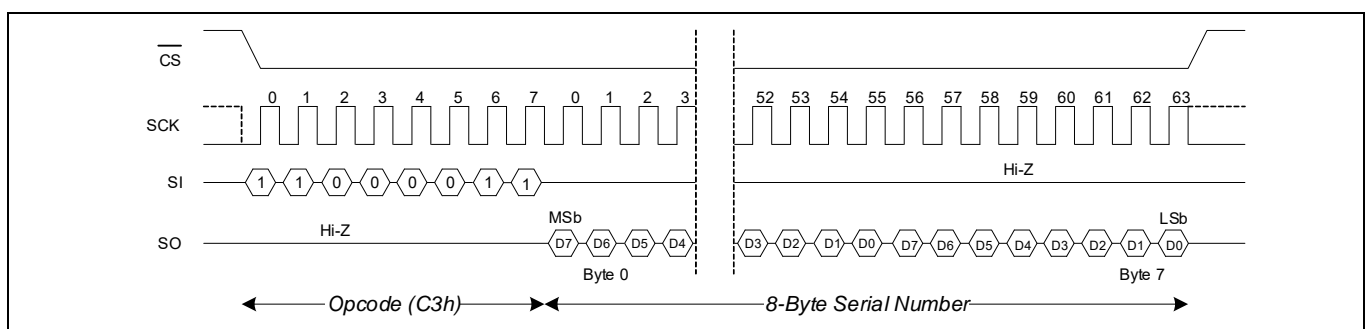 CS
0 1 2 3 4 5 6 7 0 1 2 3 52 53 54 55 56 57 58 59 60 61 62 63
SCK
Hi-Z
SI 1 1 0 0 0 0 1 1
MSb LSb
Hi-Z
SO D7 D6 D5 D4 D3 D2 D1 D0 D7 D6 D5 D4 D3 D2 D1 D0
Byte 0 Byte 7
Opcode (C3h) 8-Byte Serial Number